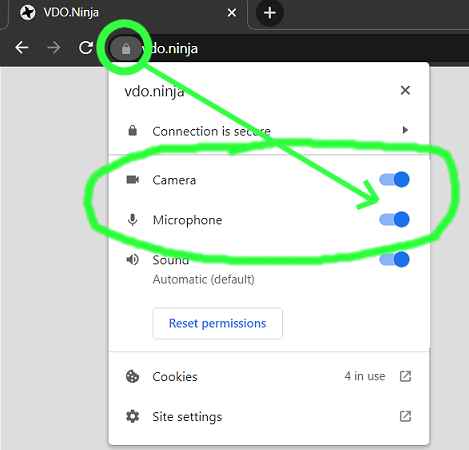 VDO.Ninja
vdo.ninja
vdo.ninja
Connection is secure
Camera
Microphone
Sound
Automatic (default)
Reset permissions
Cookies 4 in use
Site settings